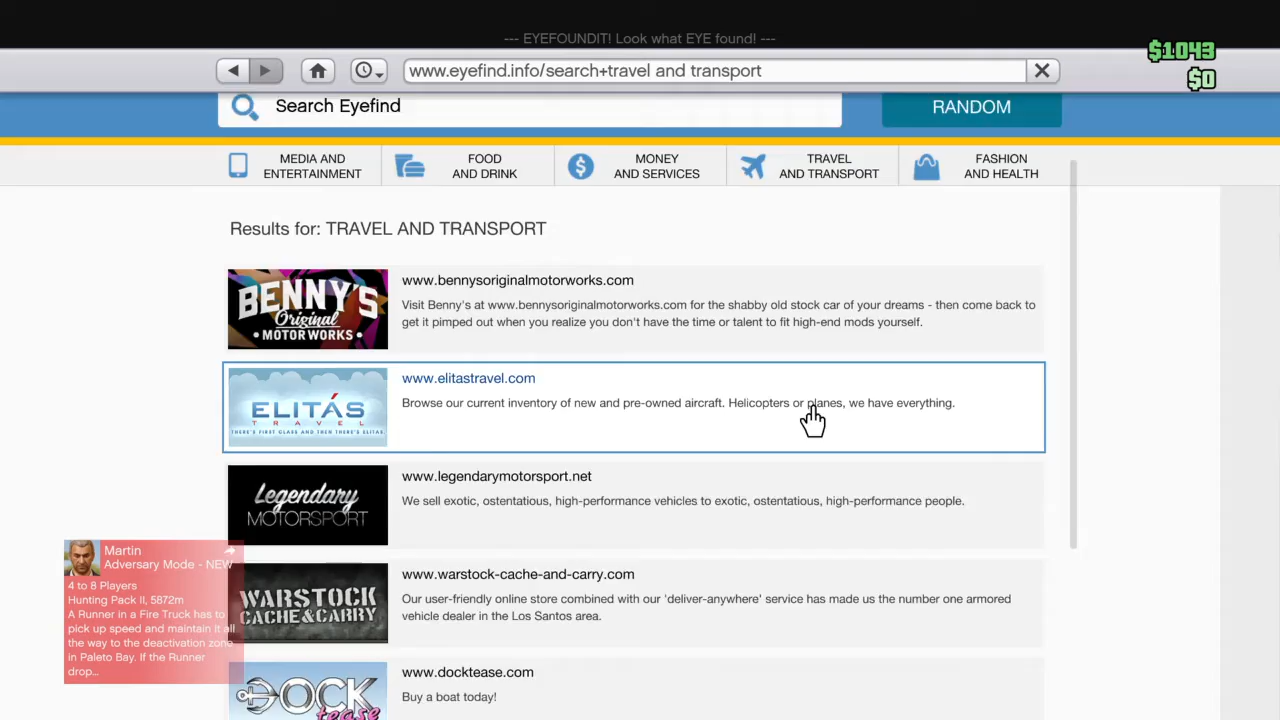 --- EYEFOUNDIT! Look what EYE found! ---
$1043
$0
www.eyefind.info/search+travel and transport
Search Eyefind
RANDOM
MEDIA AND
ENTERTAINMENT
FOOD
AND DRINK
MONEY
AND SERVICES
TRAVEL
AND TRANSPORT
FASHION
AND HEALTH
Results for: TRAVEL AND TRANSPORT
BENNY'S
Original
MOTOR WORKS
www.bennysoriginalmotorworks.com
Visit Benny's at www.bennysoriginalmotorworks.com for the shabby old stock car of your dreams - then come back to
get it pimped out when you realize you don't have the time or talent to fit high-end mods yourself.
ELITÁS
TRAVEL
THERE'S FIRST CLASS AND THEN THERE'S ELITAS
www.elitastravel.com
Browse our current inventory of new and pre-owned aircraft. Helicopters or planes, we have everything.
Legendary
MOTORSPORT
www.legendarymotorsport.net
We sell exotic, ostentatious, high-performance vehicles to exotic, ostentatious, high-performance people.
WARSTOCK
CACHE & CARRY
www.warstock-cache-and-carry.com
Our user-friendly online store combined with our 'deliver-anywhere' service has made us the number one armored
vehicle dealer in the Los Santos area.
DOCK
tease
www.docktease.com
Buy a boat today!
Martin
Adversary Mode - NEW
4 to 8 Players
Hunting Pack II, 5872m
A Runner in a Fire Truck has to
pick up speed and maintain it all
the way to the deactivation zone
in Paleto Bay. If the Runner
drop...